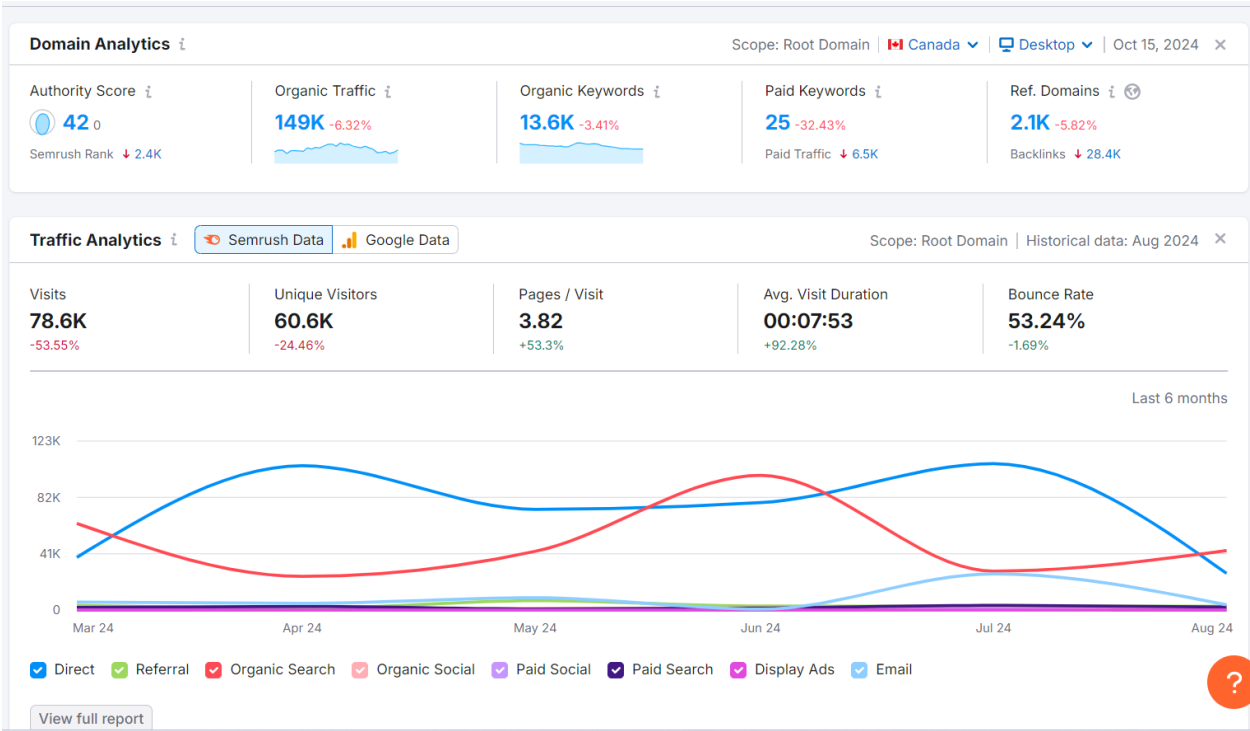 Domain Analytics i Scope: Root Domain Canada Desktop Oct 15, 2024 ×
Authority Score i Organic Traffic i Organic Keywords i Paid Keywords i Ref. Domains i
42 0 149K -6.32% 13.6K -3.41% 25 -32.43% 2.1K -5.82%
Semrush Rank ↓ 2.4K Paid Traffic ↓ 6.5K Backlinks ↓ 28.4K
Traffic Analytics i Semrush Data Google Data Scope: Root Domain Historical data: Aug 2024 ×
Visits Unique Visitors Pages / Visit Avg. Visit Duration Bounce Rate
78.6K 60.6K 3.82 00:07:53 53.24%
-53.55% -24.46% +53.3% +92.28% -1.69%
Last 6 months
123K
82K
41K
0
Mar 24 Apr 24 May 24 Jun 24 Jul 24 Aug 24
Direct Referral Organic Search Organic Social Paid Social Paid Search Display Ads Email
?
View full report